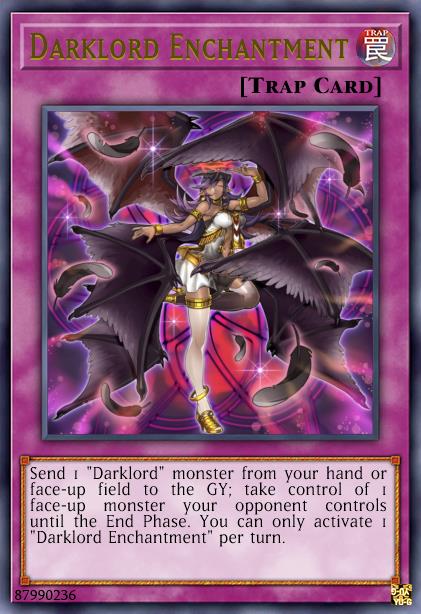 Darklord Enchantment
TRAP
罠
[Trap Card]
Send 1 "Darklord" monster from your hand or
face-up field to the GY; take control of 1
face-up monster your opponent controls
until the End Phase. You can only activate 1
"Darklord Enchantment" per turn.
87990236